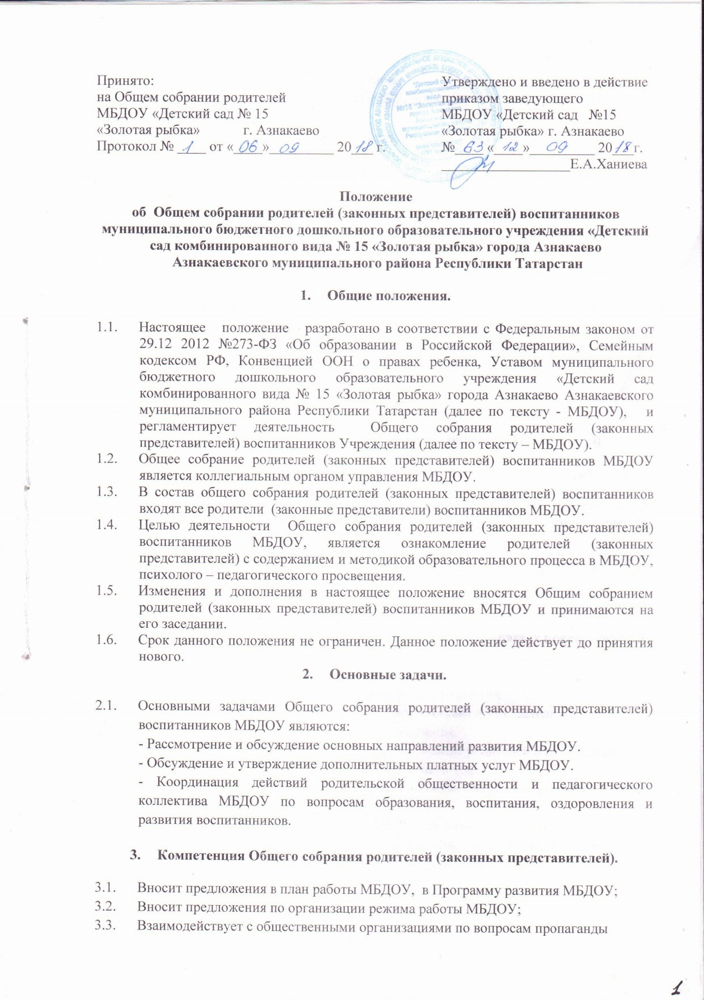 Принято:
на Общем собрании родителей
МБДОУ «Детский сад № 15
«Золотая рыбка» г. Азнакаево
Протокол № 1 от «06» 09 2018 г.
Утверждено и введено в действие
приказом заведующего
МБДОУ «Детский сад №15
«Золотая рыбка» г. Азнакаево
№ 63 «12» 09 2018 г.
Е.А.Ханиева
Положение
об Общем собрании родителей (законных представителей) воспитанников
муниципального бюджетного дошкольного образовательного учреждения «Детский
сад комбинированного вида № 15 «Золотая рыбка» города Азнакаево
Азнакаевского муниципального района Республики Татарстан
1. Общие положения.
1.1. Настоящее положение разработано в соответствии с Федеральным законом от
29.12 2012 №273-ФЗ «Об образовании в Российской Федерации», Семейным
кодексом РФ, Конвенцией ООН о правах ребенка, Уставом муниципального
бюджетного дошкольного образовательного учреждения «Детский сад
комбинированного вида № 15 «Золотая рыбка» города Азнакаево Азнакаевского
муниципального района Республики Татарстан (далее по тексту - МБДОУ), и
регламентирует деятельность Общего собрания родителей (законных
представителей) воспитанников Учреждения (далее по тексту – МБДОУ).
1.2. Общее собрание родителей (законных представителей) воспитанников МБДОУ
является коллегиальным органом управления МБДОУ.
1.3. В состав общего собрания родителей (законных представителей) воспитанников
входят все родители (законные представители) воспитанников МБДОУ.
1.4. Целью деятельности Общего собрания родителей (законных представителей)
воспитанников МБДОУ, является ознакомление родителей (законных
представителей) с содержанием и методикой образовательного процесса в МБДОУ,
психолого – педагогического просвещения.
1.5. Изменения и дополнения в настоящее положение вносятся Общим собранием
родителей (законных представителей) воспитанников МБДОУ и принимаются на
его заседании.
1.6. Срок данного положения не ограничен. Данное положение действует до принятия
нового.
2. Основные задачи.
2.1. Основными задачами Общего собрания родителей (законных представителей)
воспитанников МБДОУ являются:
- Рассмотрение и обсуждение основных направлений развития МБДОУ.
- Обсуждение и утверждение дополнительных платных услуг МБДОУ.
- Координация действий родительской общественности и педагогического
коллектива МБДОУ по вопросам образования, воспитания, оздоровления и
развития воспитанников.
3. Компетенция Общего собрания родителей (законных представителей).
3.1. Вносит предложения в план работы МБДОУ, в Программу развития МБДОУ;
3.2. Вносит предложения по организации режима работы МБДОУ;
3.3. Взаимодействует с общественными организациями по вопросам пропаганды
1